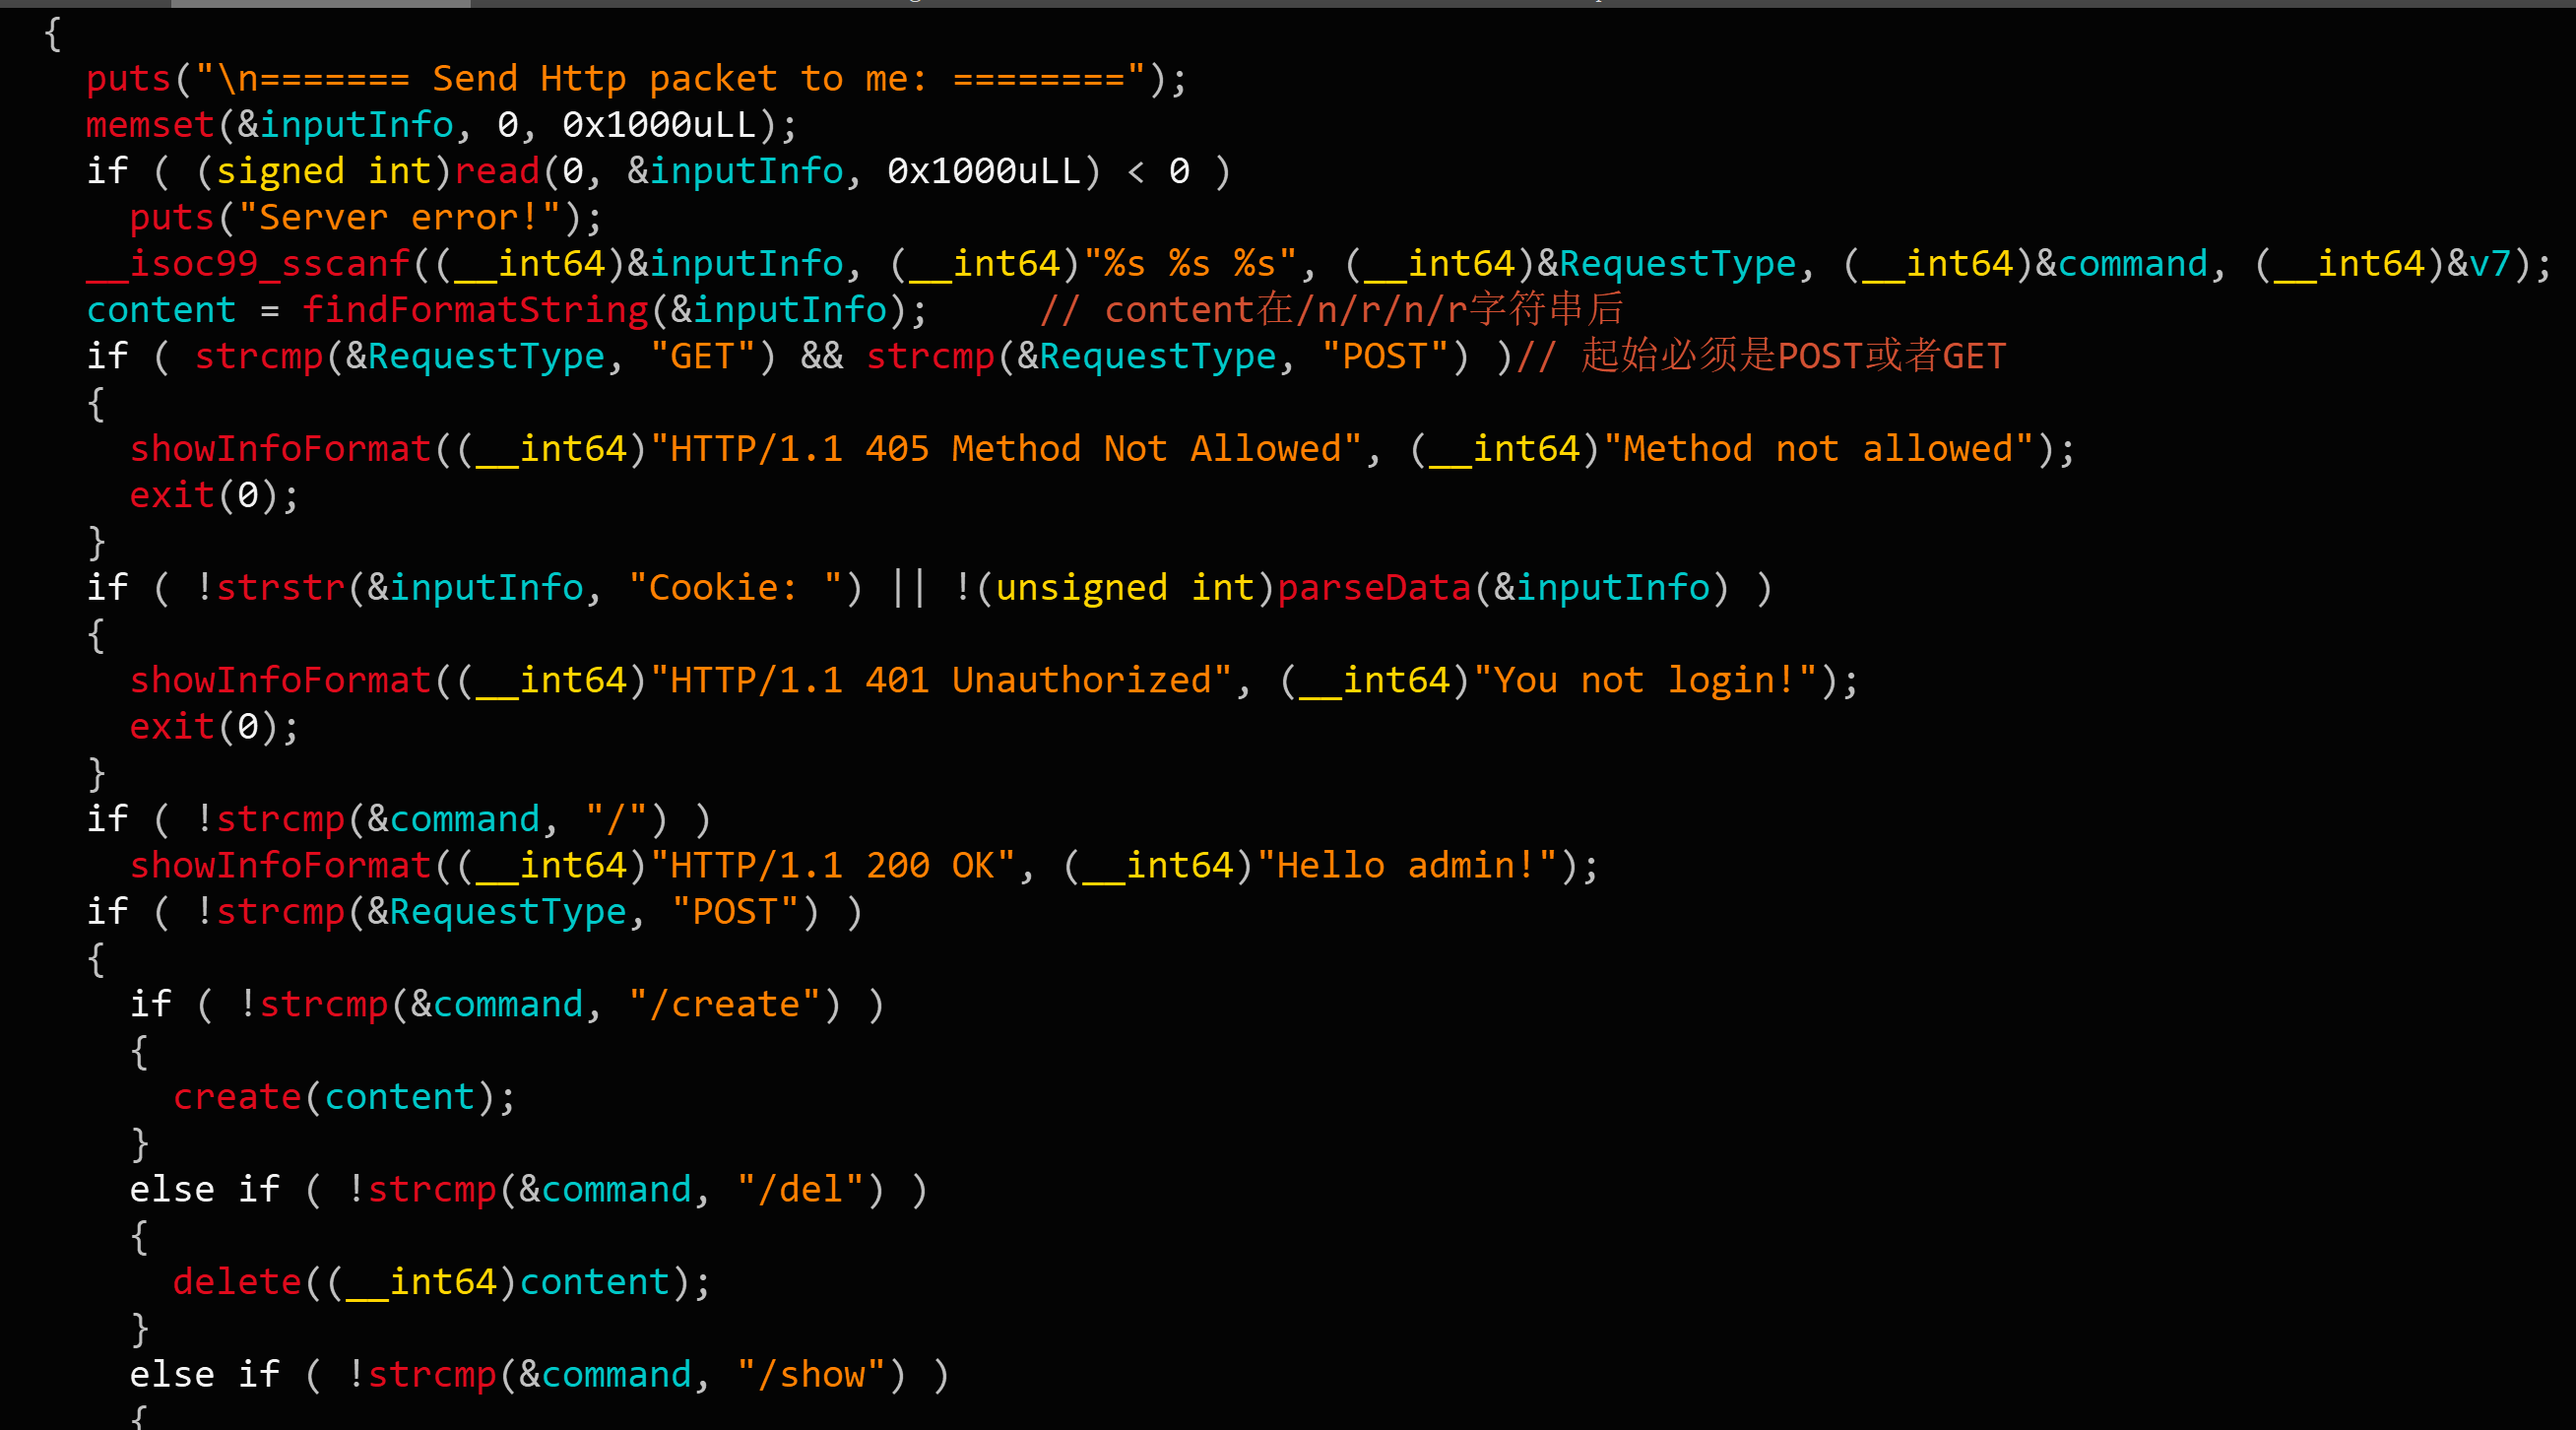 {
puts("\n======= Send Http packet to me: ========");
memset(&inputInfo, 0, 0x1000uLL);
if ( (signed int)read(0, &inputInfo, 0x1000uLL) < 0 )
puts("Server error!");
__isoc99_sscanf((__int64)&inputInfo, (__int64)"%s %s %s", (__int64)&RequestType, (__int64)&command, (__int64)&v7);
content = findFormatString(&inputInfo);     // content在/n/r/n/r字符串后
if ( strcmp(&RequestType, "GET") && strcmp(&RequestType, "POST") )// 起始必须是POST或者GET
{
showInfoFormat((__int64)"HTTP/1.1 405 Method Not Allowed", (__int64)"Method not allowed");
exit(0);
}
if ( !strstr(&inputInfo, "Cookie: ") || !(unsigned int)parseData(&inputInfo) )
{
showInfoFormat((__int64)"HTTP/1.1 401 Unauthorized", (__int64)"You not login!");
exit(0);
}
if ( !strcmp(&command, "/") )
showInfoFormat((__int64)"HTTP/1.1 200 OK", (__int64)"Hello admin!");
if ( !strcmp(&RequestType, "POST") )
{
if ( !strcmp(&command, "/create") )
{
create(content);
}
else if ( !strcmp(&command, "/del") )
{
delete((__int64)content);
}
else if ( !strcmp(&command, "/show") )
{